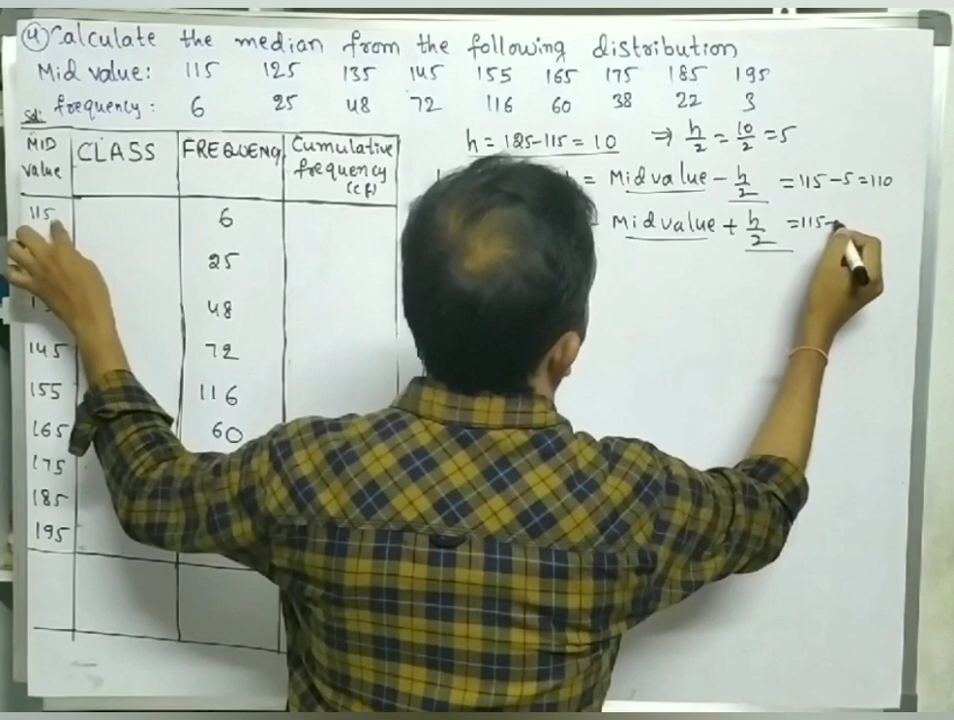 4) Calculate the median from the following distribution
Mid value: 115 125 135 145 155 165 175 185 195
frequency: 6 25 48 72 116 60 38 22 3
Sol:
MID value CLASS FREQUENCY Cumulative frequency (cf)
h = 125-115 = 10 ⇒ h/2 = 10/2 = 5
= Mid value - h/2 = 115 - 5 = 110
Mid value + h/2 = 115+
115 6
25
48
145 72
155 116
165 60
175
185
195